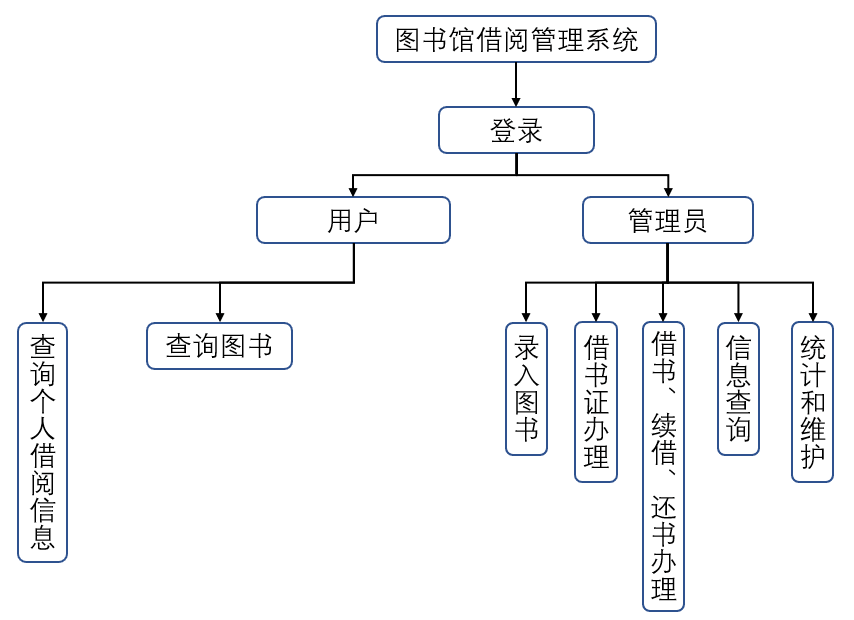 图书馆借阅管理系统
登录
用户
管理员
查询个人借阅信息
查询图书
录入图书
借书证办理
借书、续借、还书办理
信息查询
统计和维护